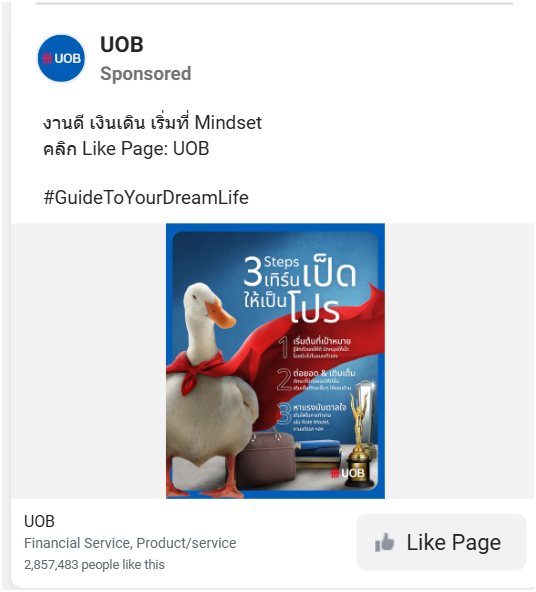 UOB
UOB
Sponsored
งานดี เงินเดิน เริ่มที่ Mindset
คลิก Like Page: UOB
#GuideToYourDreamLife
3 Steps
เทิร์น เป็ด
ให้เป็น โปร
1 เริ่มต้นที่เป้าหมาย
2 ต่อยอด & เติมเต็ม
3 หาแรงบันดาลใจ
เช่น Role Model,
UOB
UOB
Financial Service, Product/service
2,857,483 people like this
Like Page